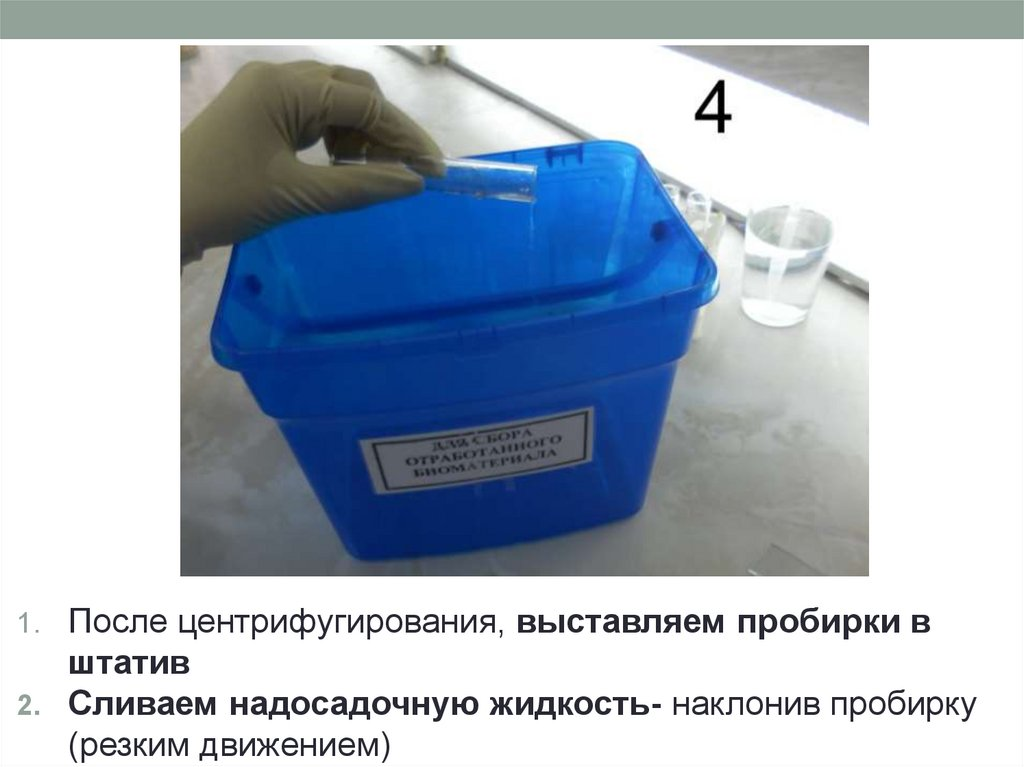 4
ДЛЯ СБОРА
ОТРАБОТАННОГО
БИОМАТЕРИАЛА
1. После центрифугирования, выставляем пробирки в
штатив
2. Сливаем надосадочную жидкость- наклонив пробирку
(резким движением)